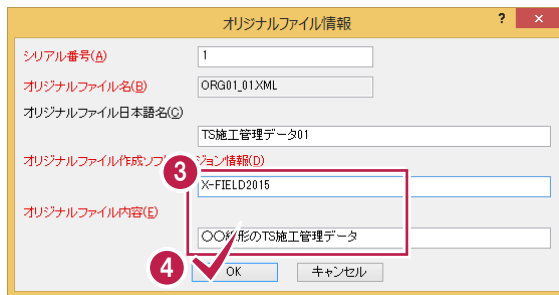 オリジナルファイル情報 ? ×
シリアル番号(A) 1
オリジナルファイル名(B) ORG01_01.XML
オリジナルファイル日本語名(C)
TS施工管理データ01
オリジナルファイル作成ソフト ジョン情報(D)
3
X-FIELD2015
オリジナルファイル内容(E)
〇〇 形のTS施工管理データ
4 OK キャンセル